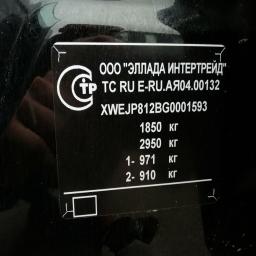 ООО "ЭЛЛАДА ИНТЕРТРЕЙД"
ТС RU E-RU.АЯ04.00132
XWEJP812BG0001593
1850 кг
2950 кг
1- 971 кг
2- 910 кг
СТР